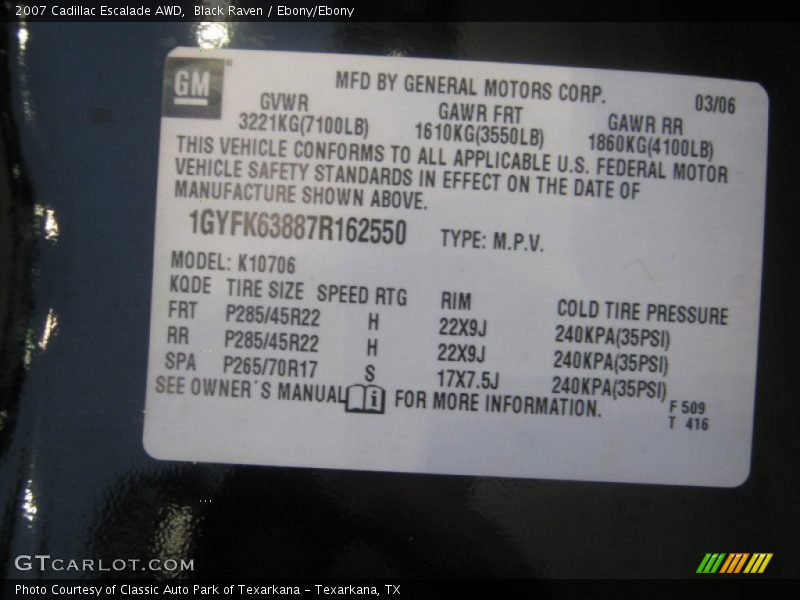 2007 Cadillac Escalade AWD, Black Raven / Ebony/Ebony
GM
MFD BY GENERAL MOTORS CORP. 03/06
GVWR GAWR FRT GAWR RR
3221KG(7100LB) 1610KG(3550LB) 1860KG(4100LB)
THIS VEHICLE CONFORMS TO ALL APPLICABLE U.S. FEDERAL MOTOR
VEHICLE SAFETY STANDARDS IN EFFECT ON THE DATE OF
MANUFACTURE SHOWN ABOVE.
1GYFK63887R162550 TYPE: M.P.V.
MODEL: K10706
KQDE TIRE SIZE SPEED RTG RIM COLD TIRE PRESSURE
FRT P285/45R22 H 22X9J 240KPA(35PSI)
RR P285/45R22 H 22X9J 240KPA(35PSI)
SPA P265/70R17 S 17X7.5J 240KPA(35PSI)
SEE OWNER'S MANUAL i FOR MORE INFORMATION.
F 509
T 416
GTCARLOT.COM
Photo Courtesy of Classic Auto Park of Texarkana - Texarkana, TX